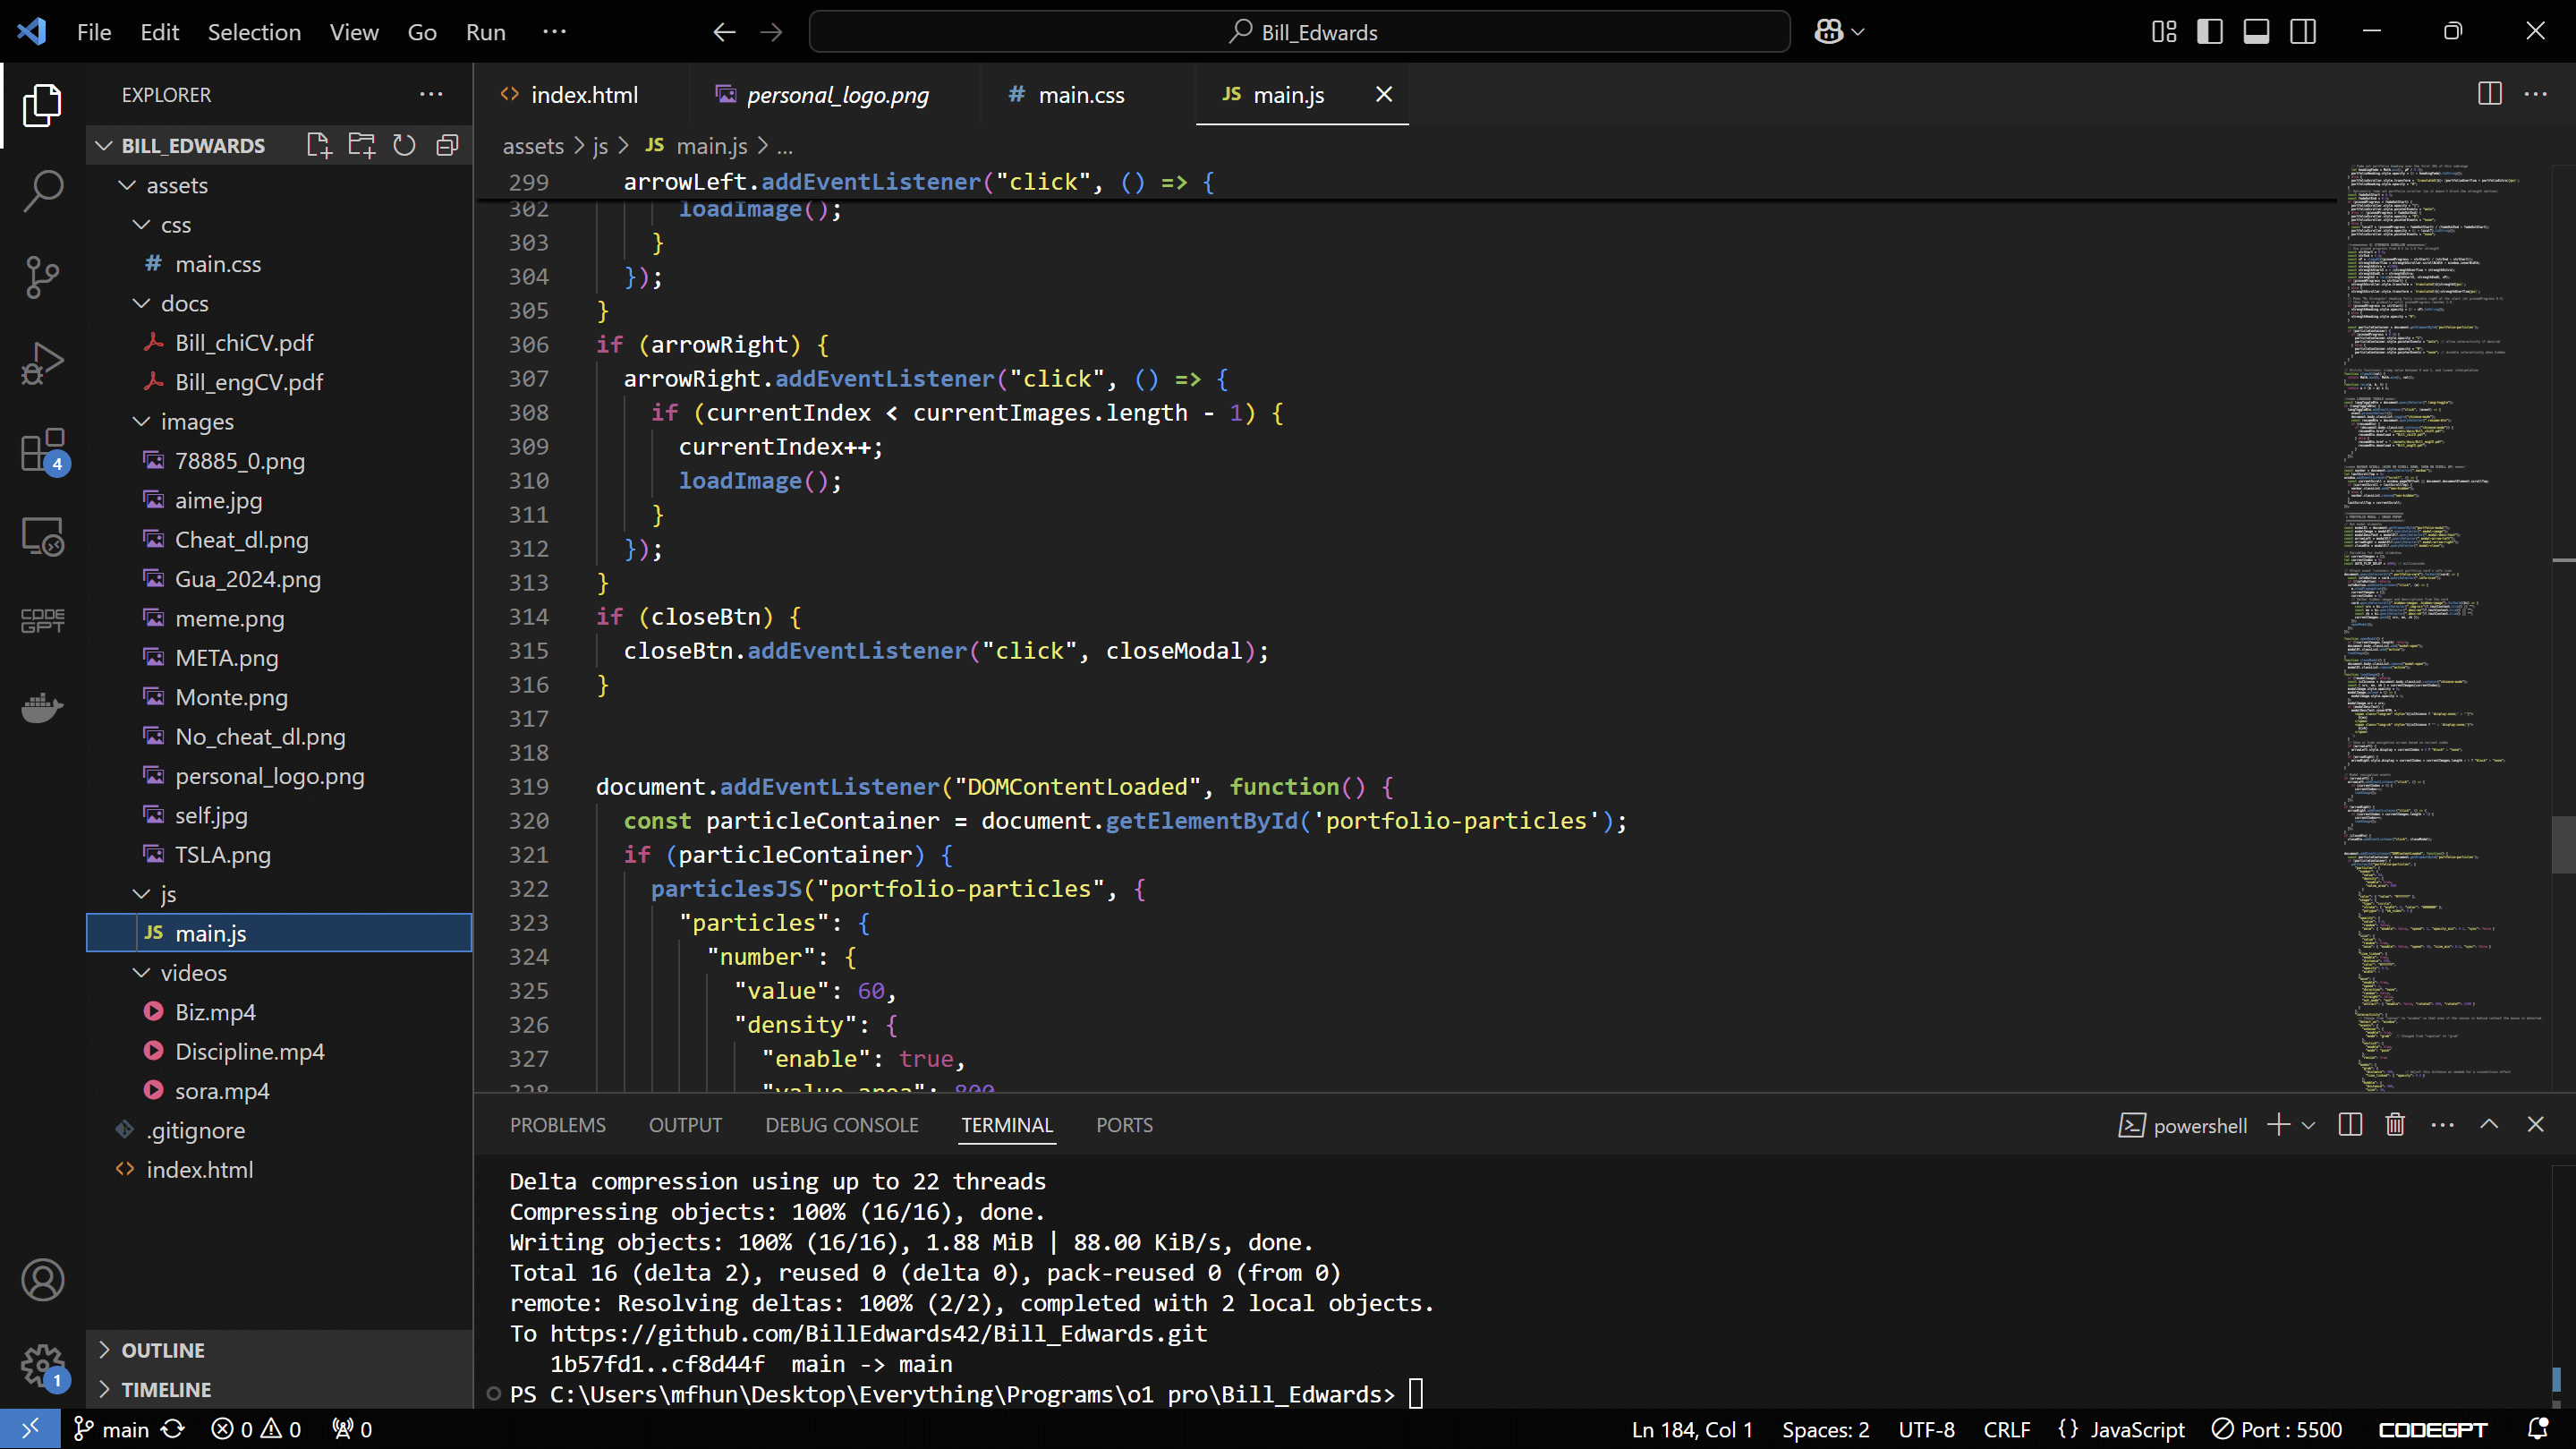 File Edit Selection View Go Run ··· Bill_Edwards
EXPLORER
BILL_EDWARDS
assets
css
# main.css
docs
Bill_chiCV.pdf
Bill_engCV.pdf
images
78885_0.png
aime.jpg
Cheat_dl.png
Gua_2024.png
meme.png
META.png
Monte.png
No_cheat_dl.png
personal_logo.png
self.jpg
TSLA.png
js
JS main.js
videos
Biz.mp4
Discipline.mp4
sora.mp4
.gitignore
<> index.html
OUTLINE
TIMELINE
4
CODE
GPT
1
<> index.html personal_logo.png # main.css JS main.js
assets > js > JS main.js > ...
299 arrowLeft.addEventListener("click", () => {
302 loadImage();
303 }
304 });
305 }
306 if (arrowRight) {
307 arrowRight.addEventListener("click", () => {
308 if (currentIndex < currentImages.length - 1) {
309 currentIndex++;
310 loadImage();
311 }
312 });
313 }
314 if (closeBtn) {
315 closeBtn.addEventListener("click", closeModal);
316 }
317
318
319 document.addEventListener("DOMContentLoaded", function() {
320 const particleContainer = document.getElementById('portfolio-particles');
321 if (particleContainer) {
322 particlesJS("portfolio-particles", {
323 "particles": {
324 "number": {
325 "value": 60,
326 "density": {
327 "enable": true,
328 "value_area": 800
PROBLEMS OUTPUT DEBUG CONSOLE TERMINAL PORTS powershell
Delta compression using up to 22 threads
Compressing objects: 100% (16/16), done.
Writing objects: 100% (16/16), 1.88 MiB | 88.00 KiB/s, done.
Total 16 (delta 2), reused 0 (delta 0), pack-reused 0 (from 0)
remote: Resolving deltas: 100% (2/2), completed with 2 local objects.
To https://github.com/BillEdwards42/Bill_Edwards.git
1b57fd1..cf8d44f main -> main
PS C:\Users\mfhun\Desktop\Everything\Programs\o1 pro\Bill_Edwards>
main 0 0 0 Ln 184, Col 1 Spaces: 2 UTF-8 CRLF {} JavaScript Port : 5500 CODEGPT